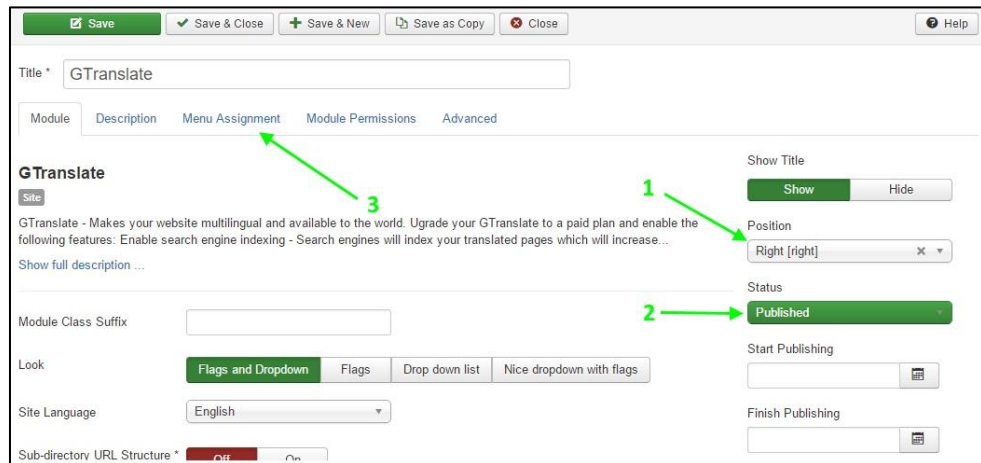 Save Save & Close Save & New Save as Copy Close Help
Title * GTranslate
Module Description Menu Assignment Module Permissions Advanced
GTranslate
Site
3
GTranslate - Makes your website multilingual and available to the world. Ugrade your GTranslate to a paid plan and enable the
following features: Enable search engine indexing - Search engines will index your translated pages which will increase...
Show full description ...
Module Class Suffix
Look Flags and Dropdown Flags Drop down list Nice dropdown with flags
Site Language English
Sub-directory URL Structure * Off On
Show Title
Show Hide
1
Position
Right [right]
Status
2 Published
Start Publishing
Finish Publishing